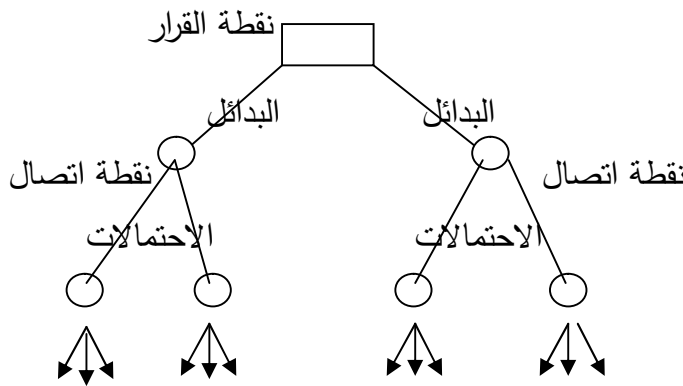 نقطة القرار
البدائل
البدائل
نقطة اتصال
نقطة اتصال
الاحتمالات
الاحتمالات